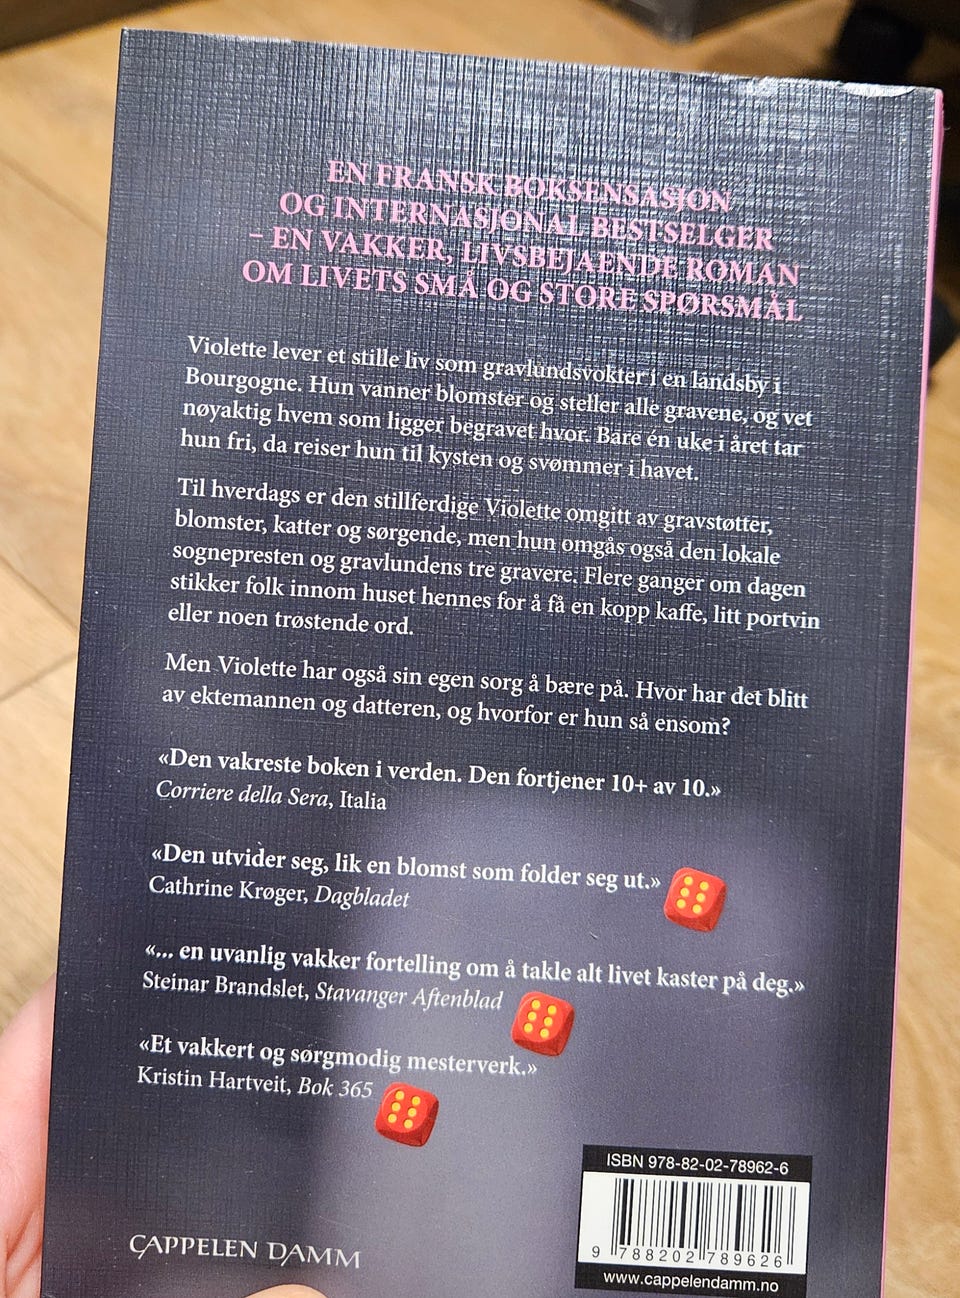 EN FRANSK BOKSENSASJON
OG INTERNASJONAL BESTSELGER
– EN VAKKER, LIVSBEJAENDE ROMAN
OM LIVETS SMÅ OG STORE SPØRSMÅL
Violette lever et stille liv som gravlundsvokter i en landsby i
Bourgogne. Hun vanner blomster og steller alle gravene, og vet
nøyaktig hvem som ligger begravet hvor. Bare én uke i året tar
hun fri, da reiser hun til kysten og svømmer i havet.
Til hverdags er den stillferdige Violette omgitt av gravstøtter,
blomster, katter og sørgende, men hun omgås også den lokale
sognepresten og gravlundens tre gravere. Flere ganger om dagen
stikker folk innom huset hennes for å få en kopp kaffe, litt portvin
eller noen trøstende ord.
Men Violette har også sin egen sorg å bære på. Hvor har det blitt
av ektemannen og datteren, og hvorfor er hun så ensom?
«Den vakreste boken i verden. Den fortjener 10+ av 10.»
Corriere della Sera, Italia
«Den utvider seg, lik en blomst som folder seg ut.»
Cathrine Krøger, Dagbladet
«... en uvanlig vakker fortelling om å takle alt livet kaster på deg.»
Steinar Brandslet, Stavanger Aftenblad
«Et vakkert og sørgmodig mesterverk.»
Kristin Hartveit, Bok 365
ISBN 978-82-02-78962-6
9 788202 789626
www.cappelendamm.no
CAPPELEN DAMM